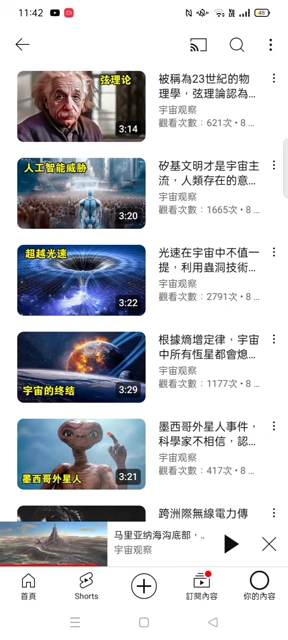 11:42
48
弦理论
3:14
被稱為23世紀的物
理學，弦理論認為...
宇宙观察
觀看次數：621次 • 8 ...
人工智能威胁
3:20
矽基文明才是宇宙主
流，人類存在的意...
宇宙观察
觀看次數：1665次 • 8 ...
超越光速
3:22
光速在宇宙中不值一
提，利用蟲洞技術...
宇宙观察
觀看次數：2791次 • 8 ...
宇宙的终结
3:29
根據熵增定律，宇宙
中所有恆星都會熄...
宇宙观察
觀看次數：1177次 • 8 ...
墨西哥外星人
3:21
墨西哥外星人事件，
科學家不相信，認...
宇宙观察
觀看次數：417次 • 8 ...
跨洲際無線電力傳
马里亚纳海沟底部，..
宇宙观察
首頁
Shorts
訂閱內容
你的內容